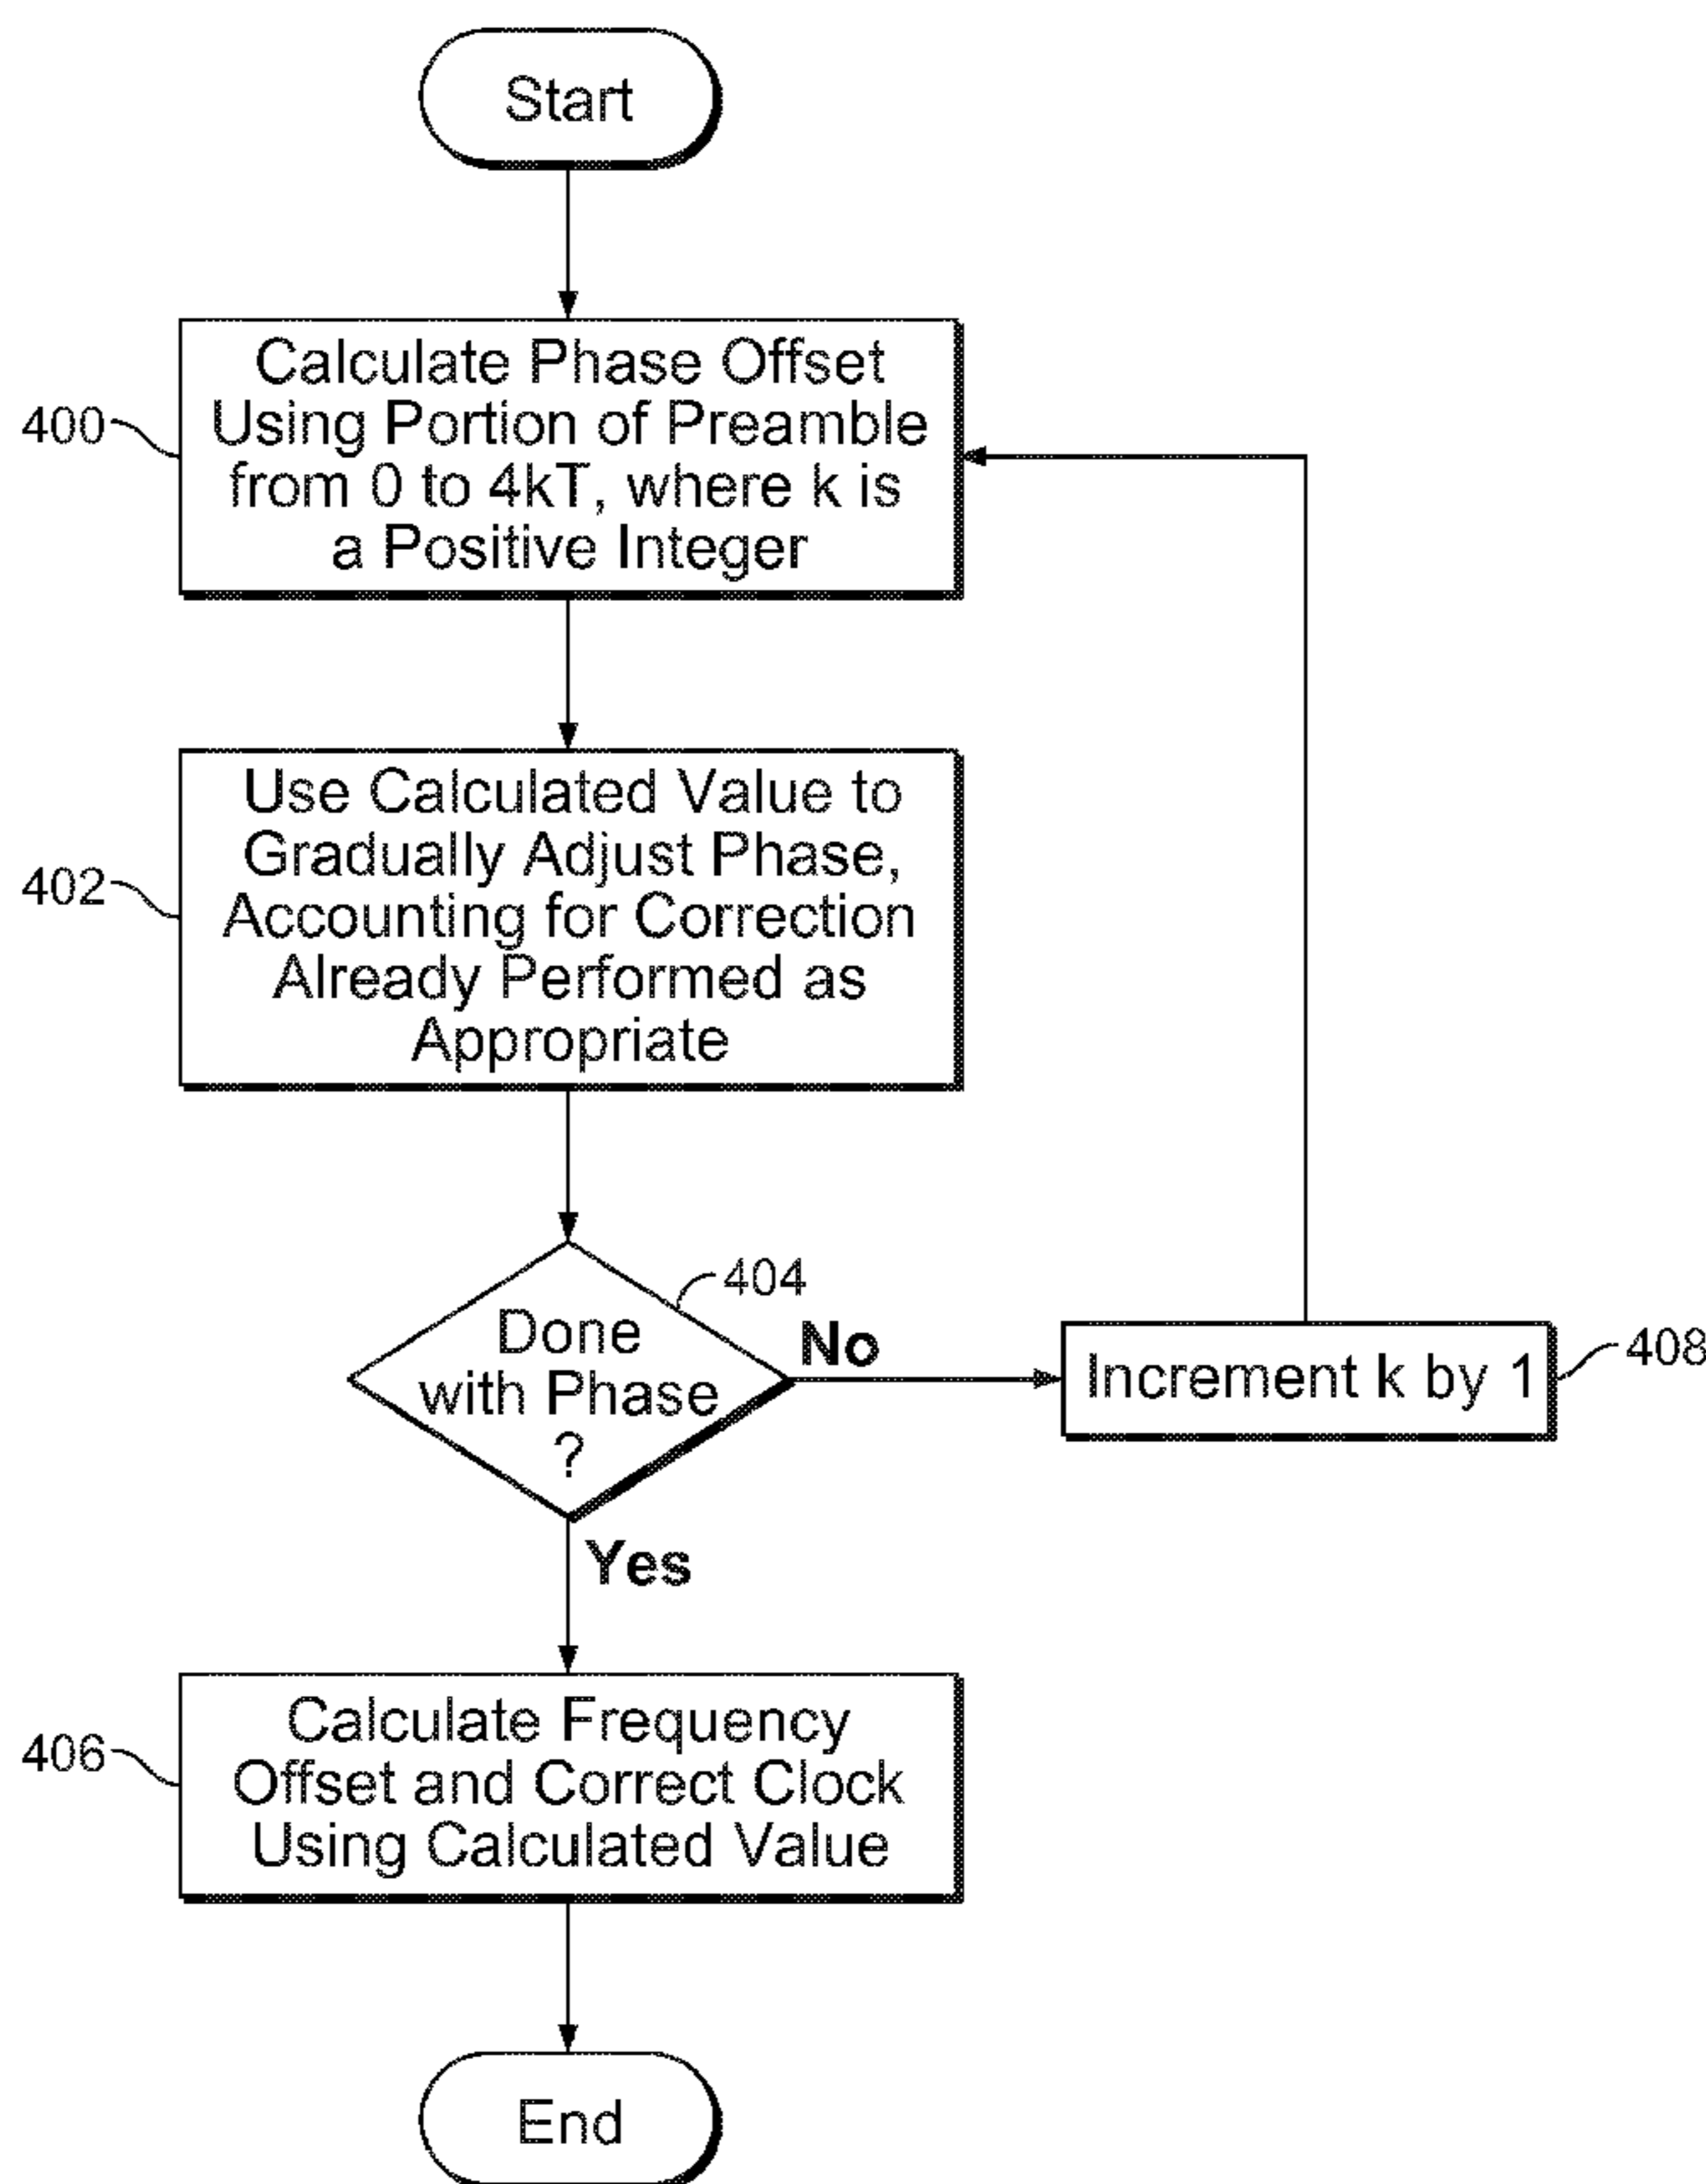 Start
400
Calculate Phase Offset
Using Portion of Preamble
from 0 to 4kT, where k is
a Positive Integer
402
Use Calculated Value to
Gradually Adjust Phase,
Accounting for Correction
Already Performed as
Appropriate
404
Done
with Phase
?
No
Increment k by 1
408
Yes
406
Calculate Frequency
Offset and Correct Clock
Using Calculated Value
End